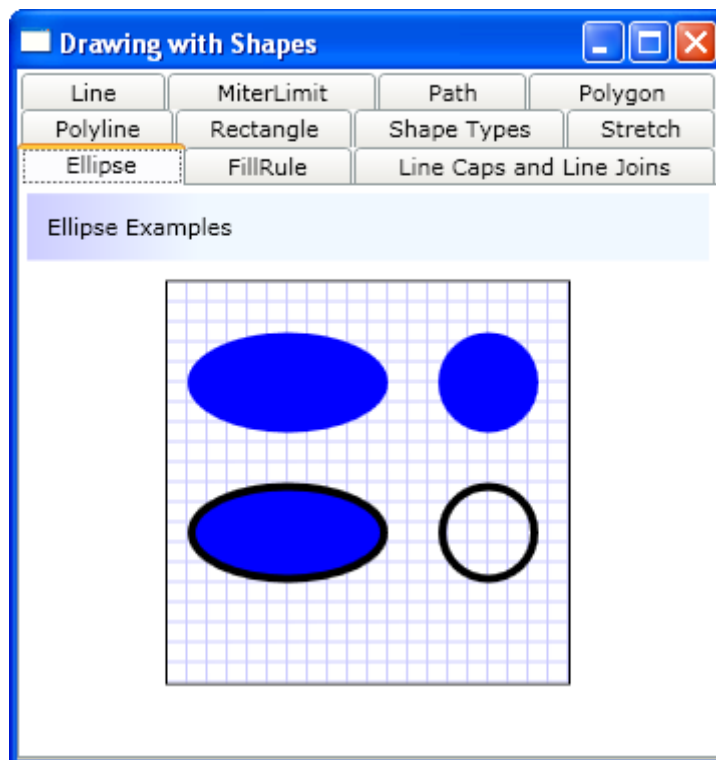 Drawing with Shapes
Line MiterLimit Path Polygon
Polyline Rectangle Shape Types Stretch
Ellipse FillRule Line Caps and Line Joins
Ellipse Examples